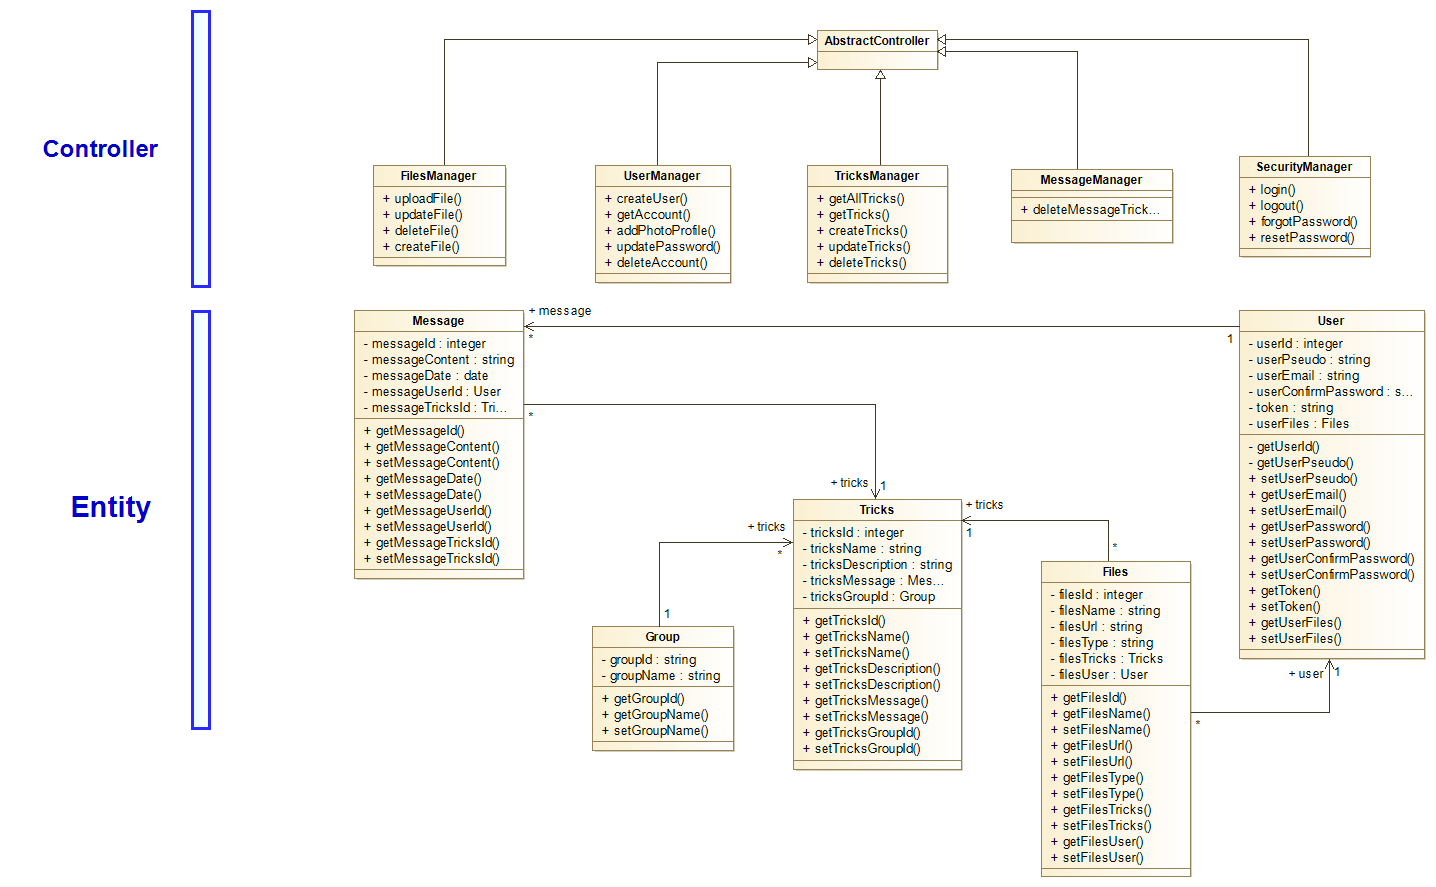 Controller
AbstractController
FilesManager
+ uploadFile()
+ updateFile()
+ deleteFile()
+ createFile()
UserManager
+ createUser()
+ getAccount()
+ addPhotoProfile()
+ updatePassword()
+ deleteAccount()
TricksManager
+ getAllTricks()
+ getTricks()
+ createTricks()
+ updateTricks()
+ deleteTricks()
MessageManager
+ deleteMessageTrick...
SecurityManager
+ login()
+ logout()
+ forgotPassword()
+ resetPassword()
Entity
Message
- messageId : integer
- messageContent : string
- messageDate : date
- messageUserId : User
- messageTricksId : Tri...
+ getMessageId()
+ getMessageContent()
+ setMessageContent()
+ getMessageDate()
+ setMessageDate()
+ getMessageUserId()
+ setMessageUserId()
+ getMessageTricksId()
+ setMessageTricksId()
+ message
*
1
*
+ tricks
1
User
- userId : integer
- userPseudo : string
- userEmail : string
- userConfirmPassword : s...
- token : string
- userFiles : Files
- getUserId()
- getUserPseudo()
+ setUserPseudo()
+ getUserEmail()
+ setUserEmail()
+ getUserPassword()
+ setUserPassword()
+ getUserConfirmPassword()
+ setUserConfirmPassword()
+ getToken()
+ setToken()
+ getUserFiles()
+ setUserFiles()
Tricks
- tricksId : integer
- tricksName : string
- tricksDescription : string
- tricksMessage : Mes...
- tricksGroupId : Group
+ getTricksId()
+ getTricksName()
+ setTricksName()
+ getTricksDescription()
+ setTricksDescription()
+ getTricksMessage()
+ setTricksMessage()
+ getTricksGroupId()
+ setTricksGroupId()
+ tricks
*
1
Group
- groupId : string
- groupName : string
+ getGroupId()
+ getGroupName()
+ setGroupName()
+ tricks
1
*
Files
- filesId : integer
- filesName : string
- filesUrl : string
- filesType : string
- filesTricks : Tricks
- filesUser : User
+ getFilesId()
+ getFilesName()
+ setFilesName()
+ getFilesUrl()
+ setFilesUrl()
+ getFilesType()
+ setFilesType()
+ getFilesTricks()
+ setFilesTricks()
+ getFilesUser()
+ setFilesUser()
+ user
1
*